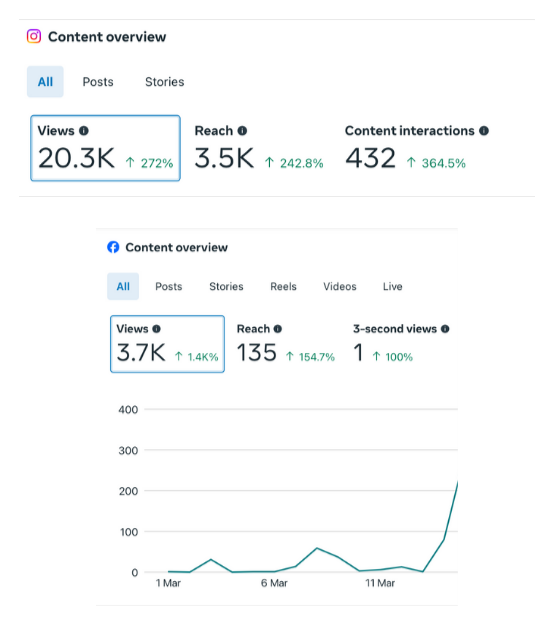 Content overview
All Posts Stories
Views Reach Content interactions
20.3K ↑ 272% 3.5K ↑ 242.8% 432 ↑ 364.5%
Content overview
All Posts Stories Reels Videos Live
Views Reach 3-second views
3.7K ↑ 1.4K% 135 ↑ 154.7% 1 ↑ 100%
400
300
200
100
0
1 Mar 6 Mar 11 Mar